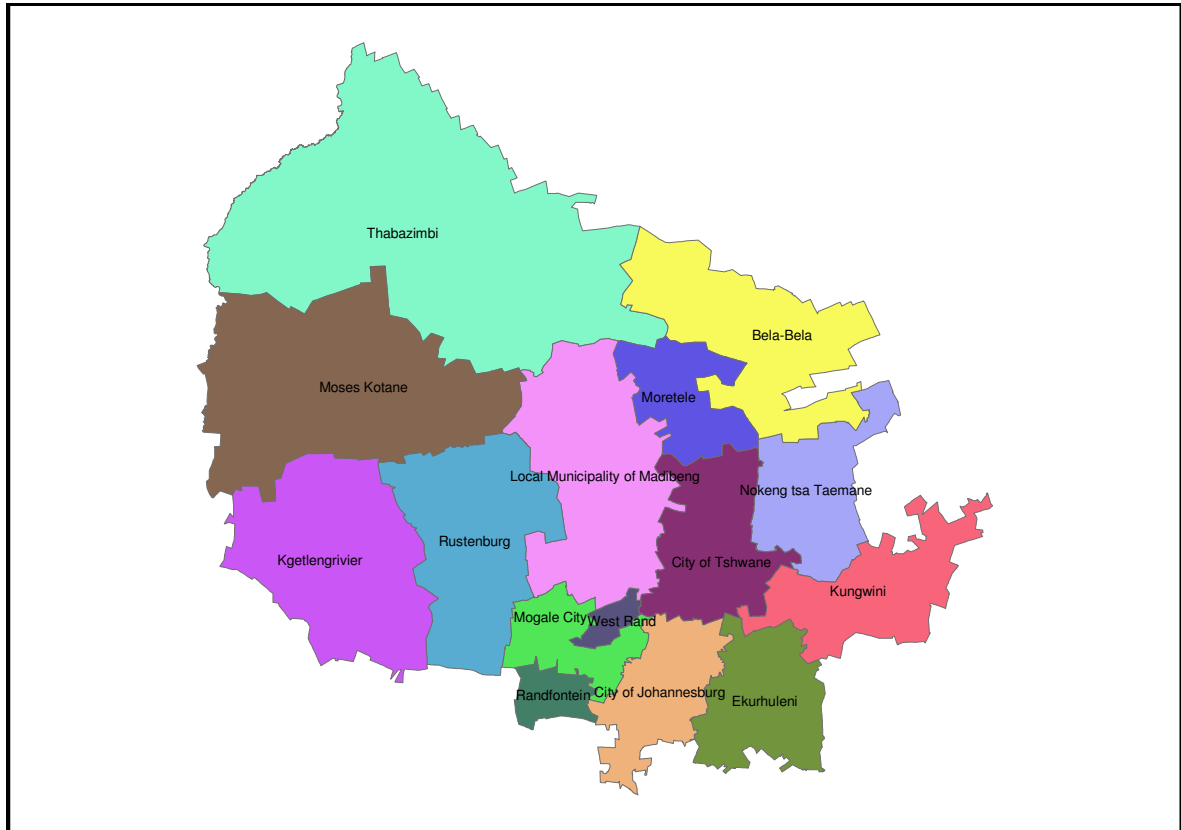 Thabazimbi
Bela-Bela
Moses Kotane
Moretele
Local Municipality of Madibeng
Nokeng tsa Taemane
Rustenburg
Kgetlengrivier
City of Tshwane
Kungwini
Mogale City
West Rand
Randfontein
City of Johannesburg
Ekurhuleni